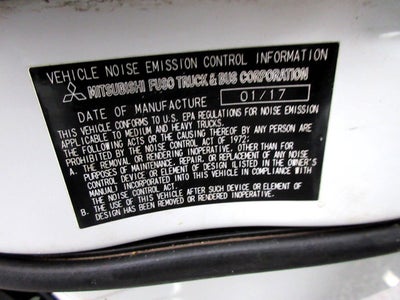 VEHICLE NOISE EMISSION CONTROL INFORMATION
MITSUBISHI FUSO TRUCK & BUS CORPORATION
DATE OF MANUFACTURE 01/17
THIS VEHICLE CONFORMS TO U.S. EPA REGULATIONS FOR NOISE EMISSION
APPLICABLE TO MEDIUM AND HEAVY TRUCKS.
THE FOLLOWING ACTS OR THE CAUSING THEREOF BY ANY PERSON ARE
PROHIBITED BY THE NOISE CONTROL ACT OF 1972:
A. THE REMOVAL OR RENDERING INOPERATIVE, OTHER THAN FOR
PURPOSES OF MAINTENANCE, REPAIR, OR REPLACEMENT OF ANY NOISE
CONTROL DEVICE OR ELEMENT OF DESIGN (LISTED IN THE OWNER'S
MANUAL) INCORPORATED INTO THIS VEHICLE IN COMPLIANCE WITH
THE NOISE CONTROL ACT.
B. THE USE OF THIS VEHICLE AFTER SUCH DEVICE OR ELEMENT OF
DESIGN HAS BEEN REMOVED OR RENDERED INOPERATIVE.